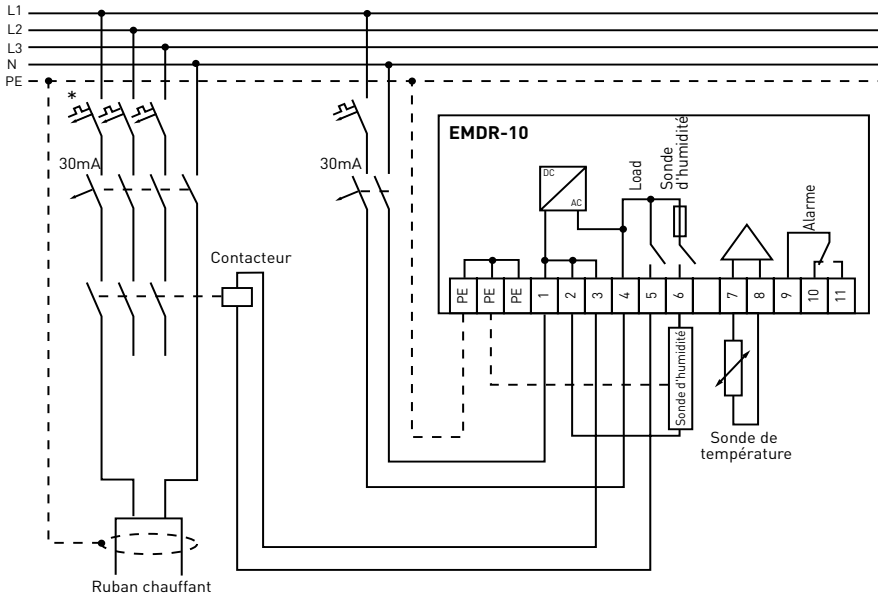 L1
L2
L3
N
PE
*
30mA
30mA
EMDR-10
DC
AC
Load
Sonde
d'humidité
Alarme
Contacteur
PE
PE
PE
1
2
3
4
5
6
7
8
9
10
11
Sonde d'humidité
Sonde de
température
Ruban chauffant